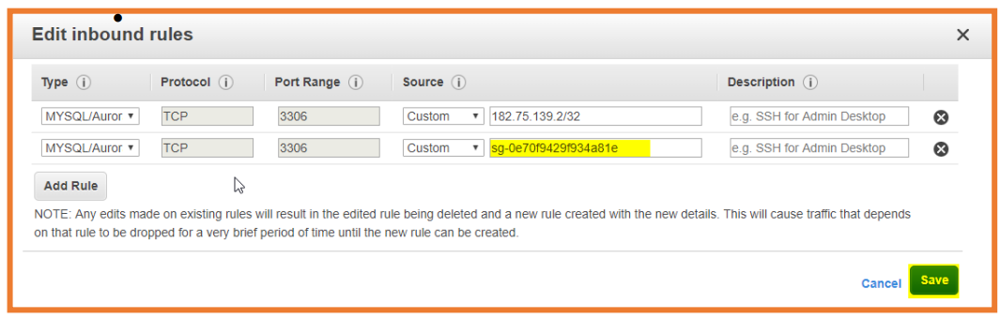 Edit inbound rules
Type Protocol Port Range Source Description
MYSQL/Auror TCP 3306 Custom 182.75.139.2/32 e.g. SSH for Admin Desktop
MYSQL/Auror TCP 3306 Custom sg-0e70f9429f934a81e e.g. SSH for Admin Desktop
Add Rule
NOTE: Any edits made on existing rules will result in the edited rule being deleted and a new rule created with the new details. This will cause traffic that depends
on that rule to be dropped for a very brief period of time until the new rule can be created.
Cancel Save